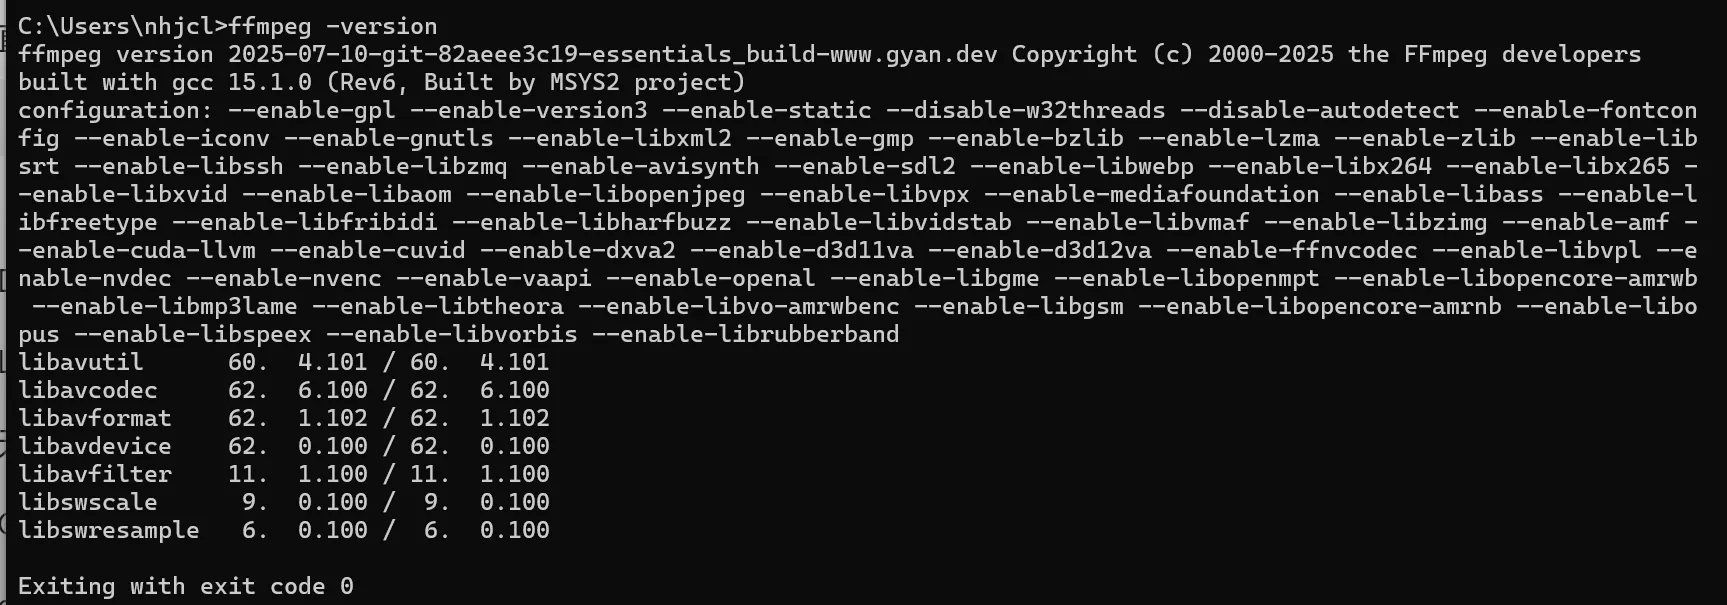 C:\Users\nhjcl>ffmpeg -version
ffmpeg version 2025-07-10-git-82aeee3c19-essentials_build-www.gyan.dev Copyright (c) 2000-2025 the FFmpeg developers
built with gcc 15.1.0 (Rev6, Built by MSYS2 project)
configuration: --enable-gpl --enable-version3 --enable-static --disable-w32threads --disable-autodetect --enable-fontcon
fig --enable-iconv --enable-gnutls --enable-libxml2 --enable-gmp --enable-bzlib --enable-lzma --enable-zlib --enable-lib
srt --enable-libssh --enable-libzmq --enable-avisynth --enable-sdl2 --enable-libwebp --enable-libx264 --enable-libx265 -
-enable-libxvid --enable-libaom --enable-libopenjpeg --enable-libvpx --enable-mediafoundation --enable-libass --enable-l
ibfreetype --enable-libfribidi --enable-libharfbuzz --enable-libvidstab --enable-libvmaf --enable-libzimg --enable-amf -
-enable-cuda-llvm --enable-cuvid --enable-dxva2 --enable-d3d11va --enable-d3d12va --enable-ffnvcodec --enable-libvpl --e
nable-nvdec --enable-nvenc --enable-vaapi --enable-openal --enable-libgme --enable-libopenmpt --enable-libopencore-amrwb
 --enable-libmp3lame --enable-libtheora --enable-libvo-amrwbenc --enable-libgsm --enable-libopencore-amrnb --enable-libo
pus --enable-libspeex --enable-libvorbis --enable-librubberband
libavutil      60.  4.101 / 60.  4.101
libavcodec     62.  6.100 / 62.  6.100
libavformat    62.  1.102 / 62.  1.102
libavdevice    62.  0.100 / 62.  0.100
libavfilter    11.  1.100 / 11.  1.100
libswscale      9.  0.100 /  9.  0.100
libswresample   6.  0.100 /  6.  0.100

Exiting with exit code 0